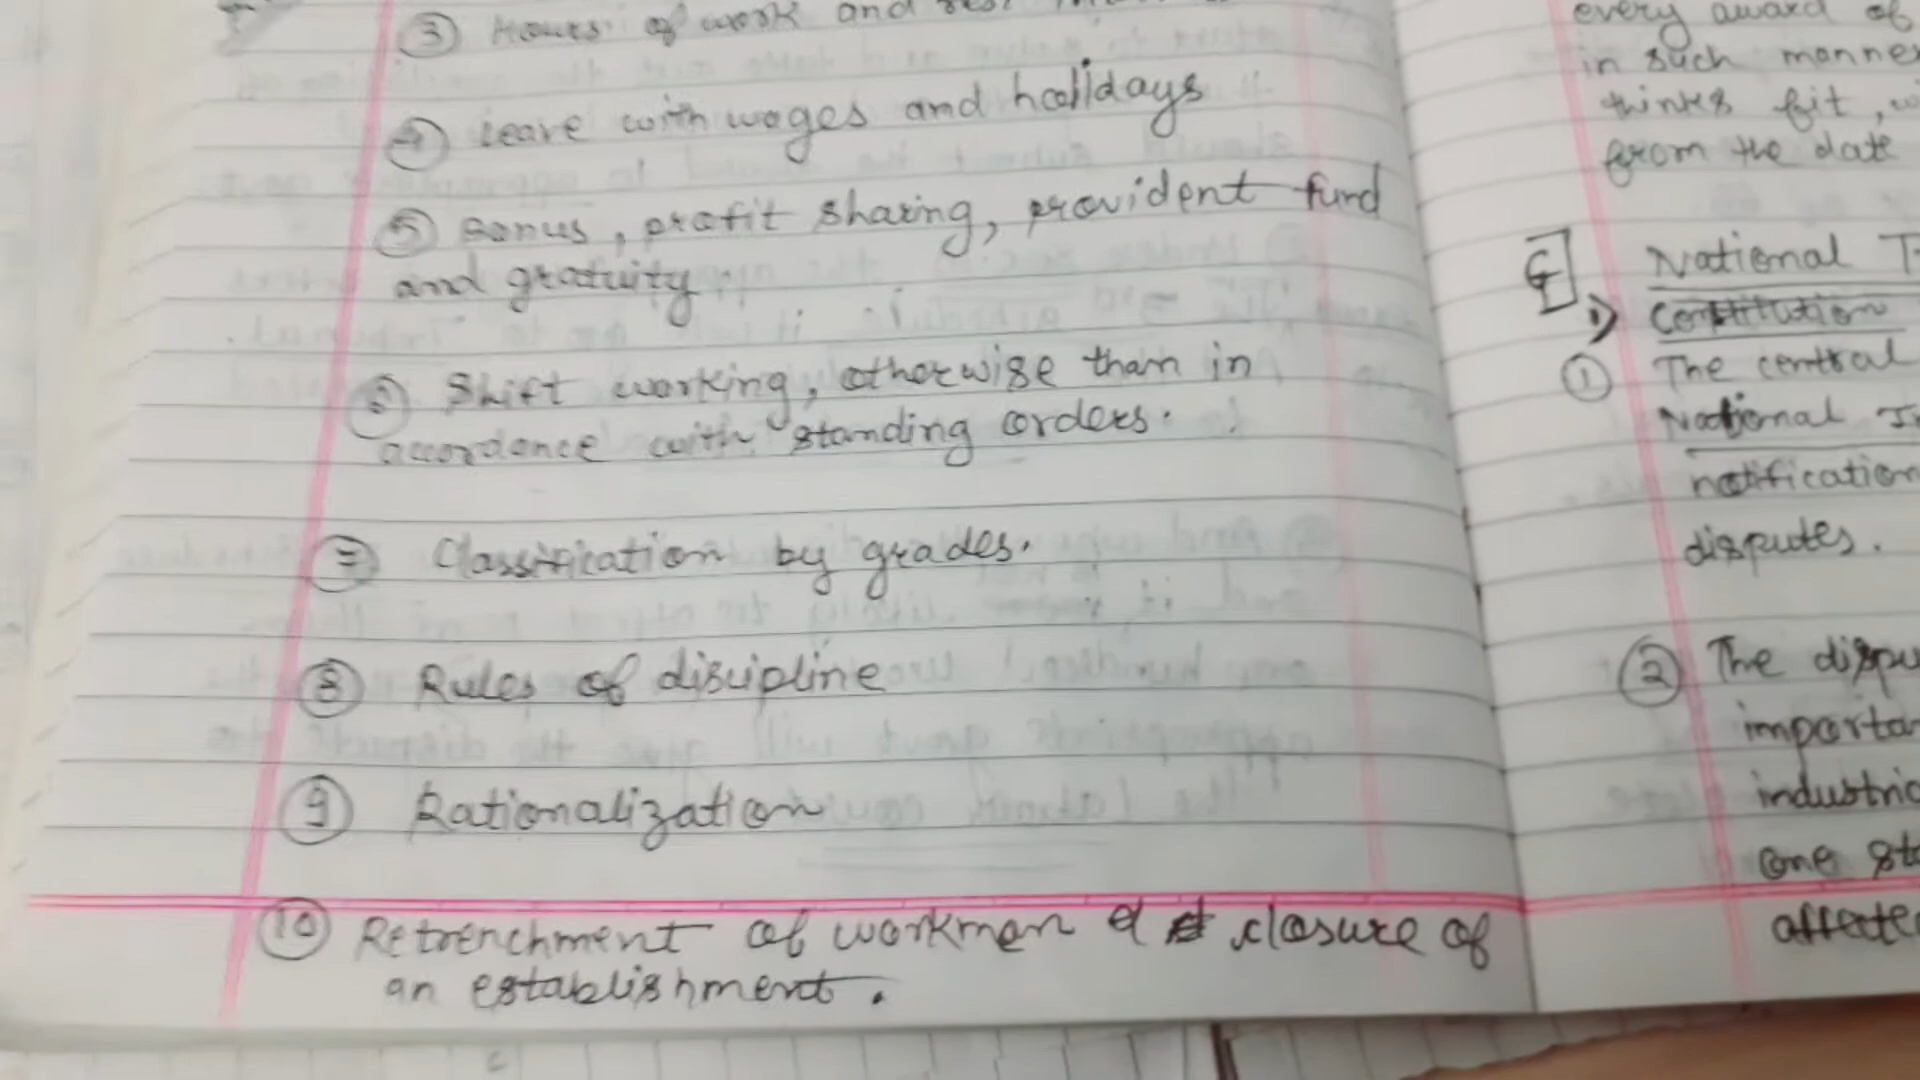 ③ Hours of work and rest
④ Leave with wages and holidays
⑤ Bonus, profit sharing, provident fund
and gratuity
⑥ Shift working, otherwise than in
accordance with standing orders.
⑦ Classification by grades.
⑧ Rules of discipline
⑨ Rationalization
⑩ Retrenchment of workmen & closure of
an establishment.
every award of
in such manner
thinks fit,
from the date
G] National
1) Constitution
① The central
National
notification
disputes.
② The dispu
importa
industri
one st
affecte